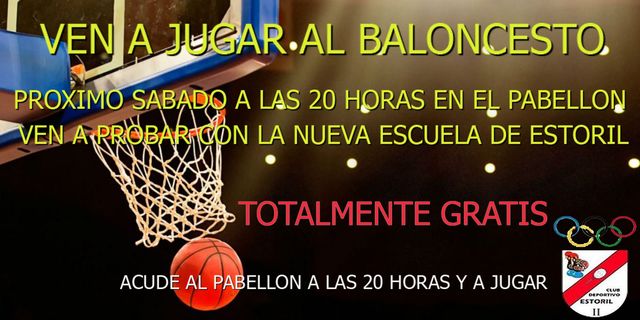 VEN A JUGAR AL BALONCESTO
PROXIMO SABADO A LAS 20 HORAS EN EL PABELLON
VEN A PROBAR CON LA NUEVA ESCUELA DE ESTORIL
TOTALMENTE GRATIS
ACUDE AL PABELLON A LAS 20 HORAS Y A JUGAR
CLUB
DEPORTIVO
ESTORIL
II